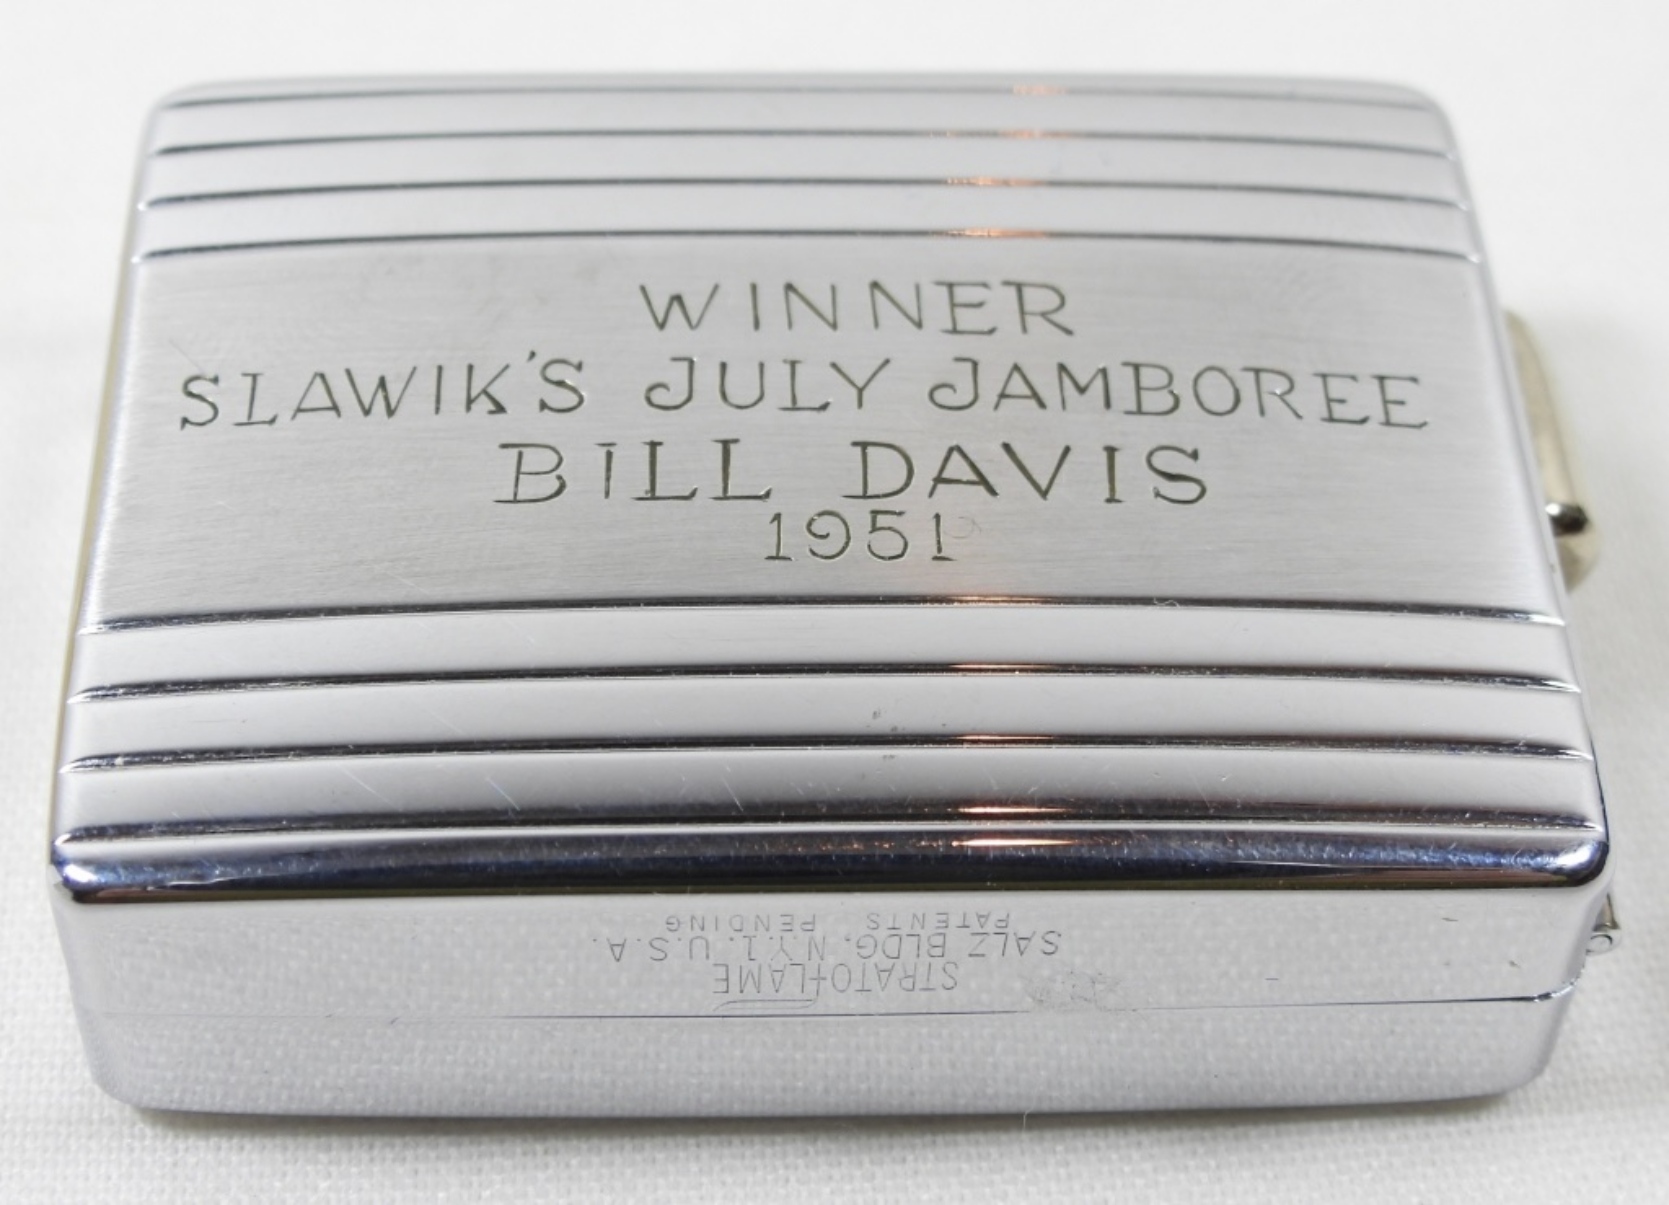 WINNER
SLAWIK'S JULY JAMBOREE
BILL DAVIS
1951
STRATOFLAME
SALZ BLDG. N.Y.1. U.S.A.
PATENTS PENDING